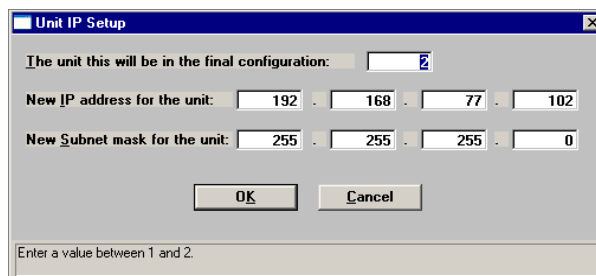 Unit IP Setup
The unit this will be in the final configuration: 2
New IP address for the unit: 192 . 168 . 77 . 102
New Subnet mask for the unit: 255 . 255 . 255 . 0
OK Cancel
Enter a value between 1 and 2.